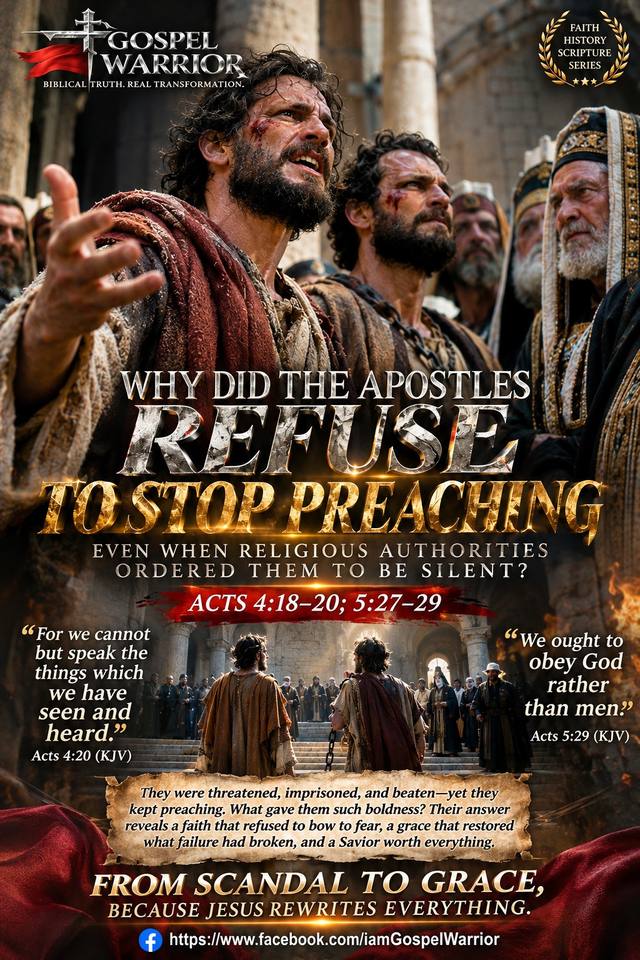 GOSPEL
WARRIOR
BIBLICAL TRUTH. REAL TRANSFORMATION.
FAITH
HISTORY
SCRIPTURE
SERIES
WHY DID THE APOSTLES
REFUSE
TO STOP PREACHING
EVEN WHEN RELIGIOUS AUTHORITIES
ORDERED THEM TO BE SILENT?
ACTS 4:18–20; 5:27–29
“For we cannot
but speak the
things which
we have
seen and
heard.”
Acts 4:20 (KJV)
“We ought to
obey God
rather
than men.”
Acts 5:29 (KJV)
They were threatened, imprisoned, and beaten—yet they
kept preaching. What gave them such boldness? Their answer
reveals a faith that refused to bow to fear, a grace that restored
what failure had broken, and a Savior worth everything.
FROM SCANDAL TO GRACE,
BECAUSE JESUS REWRITES EVERYTHING.
https://www.facebook.com/iamGospelWarrior